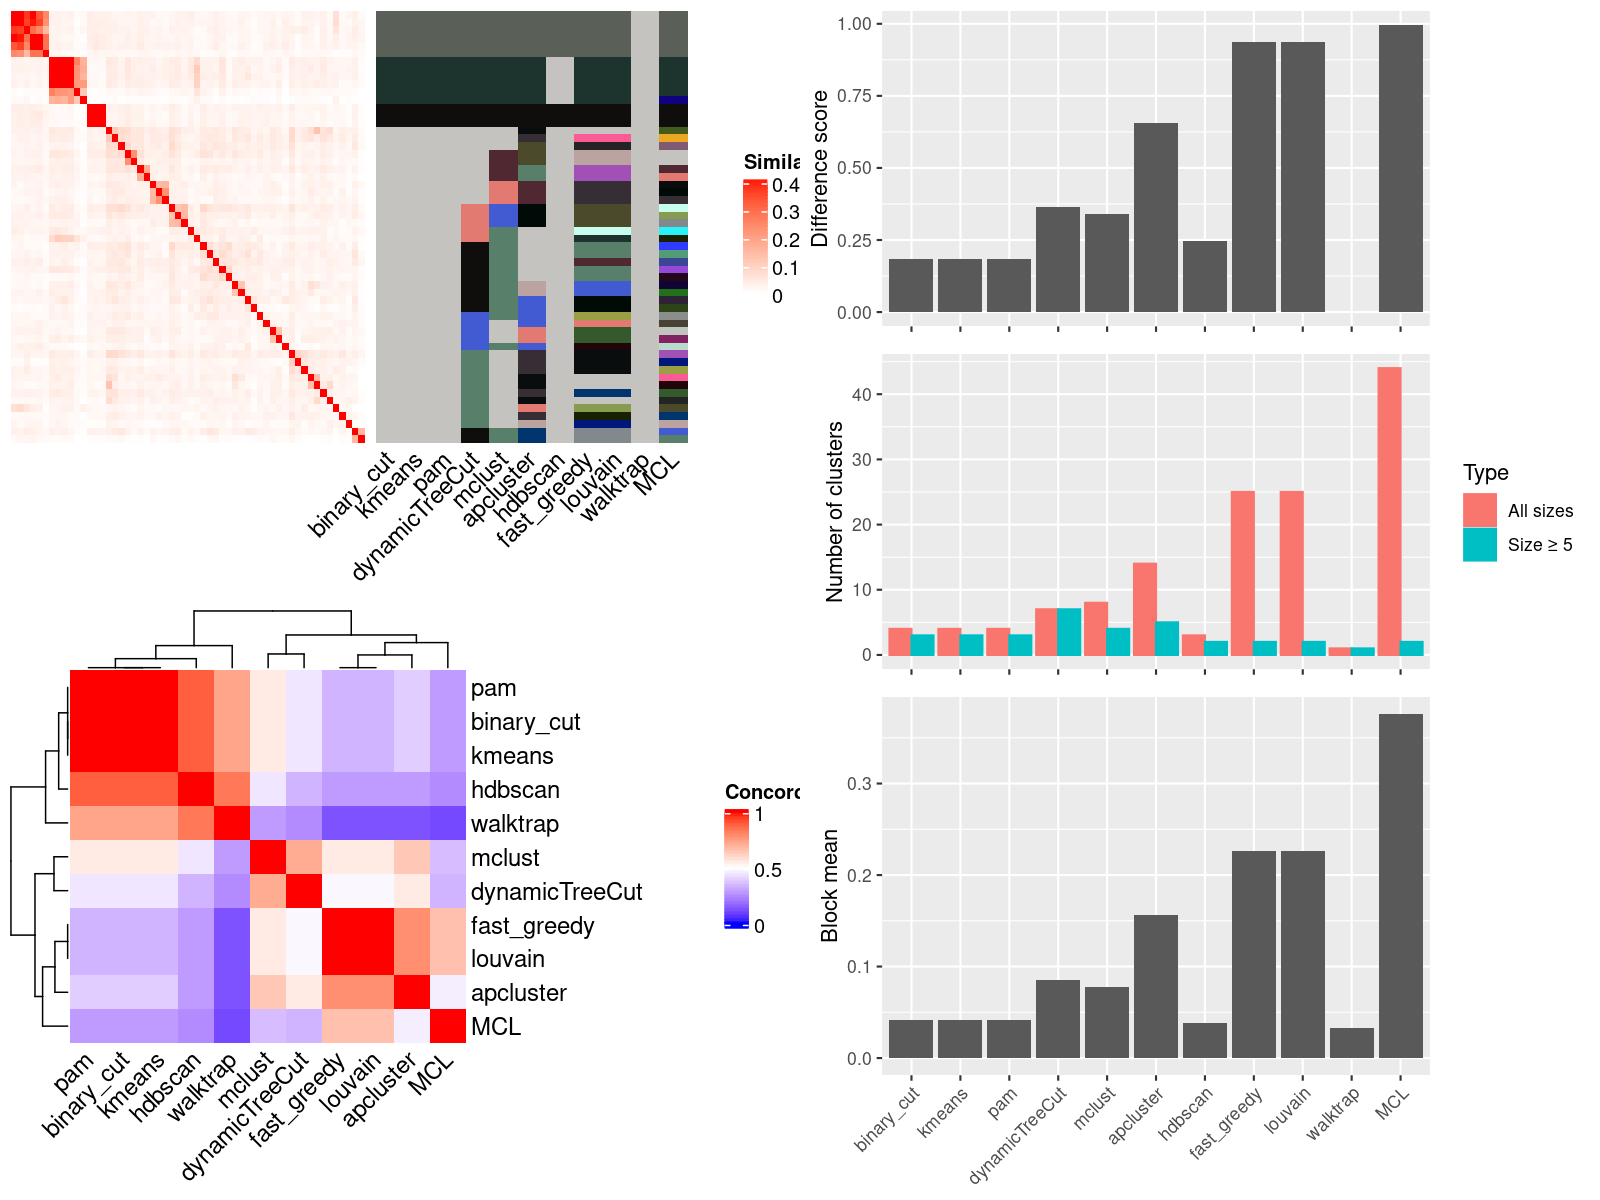 Simila
0.4
0.3
0.2
0.1
0
binary_cut
kmeans
pam
dynamicTreeCut
mclust
apcluster
hdbscan
fast_greedy
louvain
walktrap
MCL
pam
binary_cut
kmeans
hdbscan
walktrap
mclust
dynamicTreeCut
fast_greedy
louvain
apcluster
MCL
Concord
1
0.5
0
pam
binary_cut
kmeans
hdbscan
walktrap
mclust
dynamicTreeCut
fast_greedy
louvain
apcluster
MCL
Difference score
1.00
0.75
0.50
0.25
0.00
Number of clusters
40
30
20
10
0
Type
All sizes
Size ≥ 5
Block mean
0.3
0.2
0.1
0.0
binary_cut
kmeans
pam
dynamicTreeCut
mclust
apcluster
hdbscan
fast_greedy
louvain
walktrap
MCL